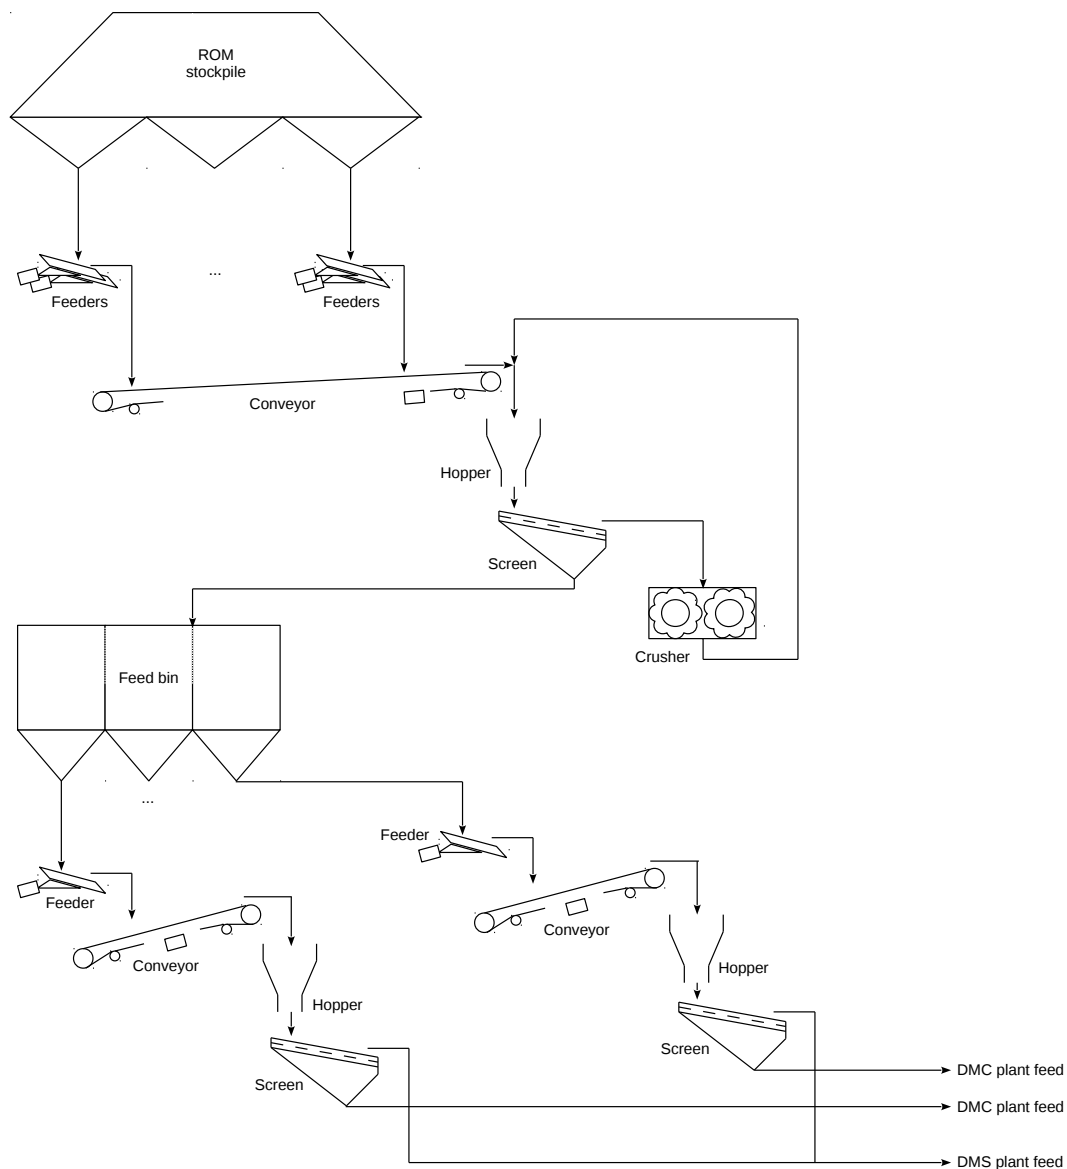 ROM
stockpile
...
Feeders
Feeders
Conveyor
Hopper
Screen
Crusher
Feed bin
...
Feeder
Feeder
Conveyor
Conveyor
Hopper
Hopper
Screen
DMC plant feed
Screen
DMC plant feed
DMS plant feed